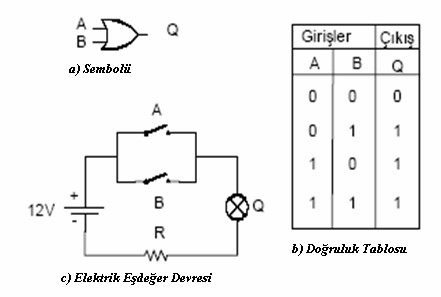 A
B
Q
a) Sembolü
A
12V
+
-
B
Q
R
c) Elektrik Eşdeğer Devresi
Girişler Çıkış
A B Q
0 0 0
0 1 1
1 0 1
1 1 1
b) Doğruluk Tablosu